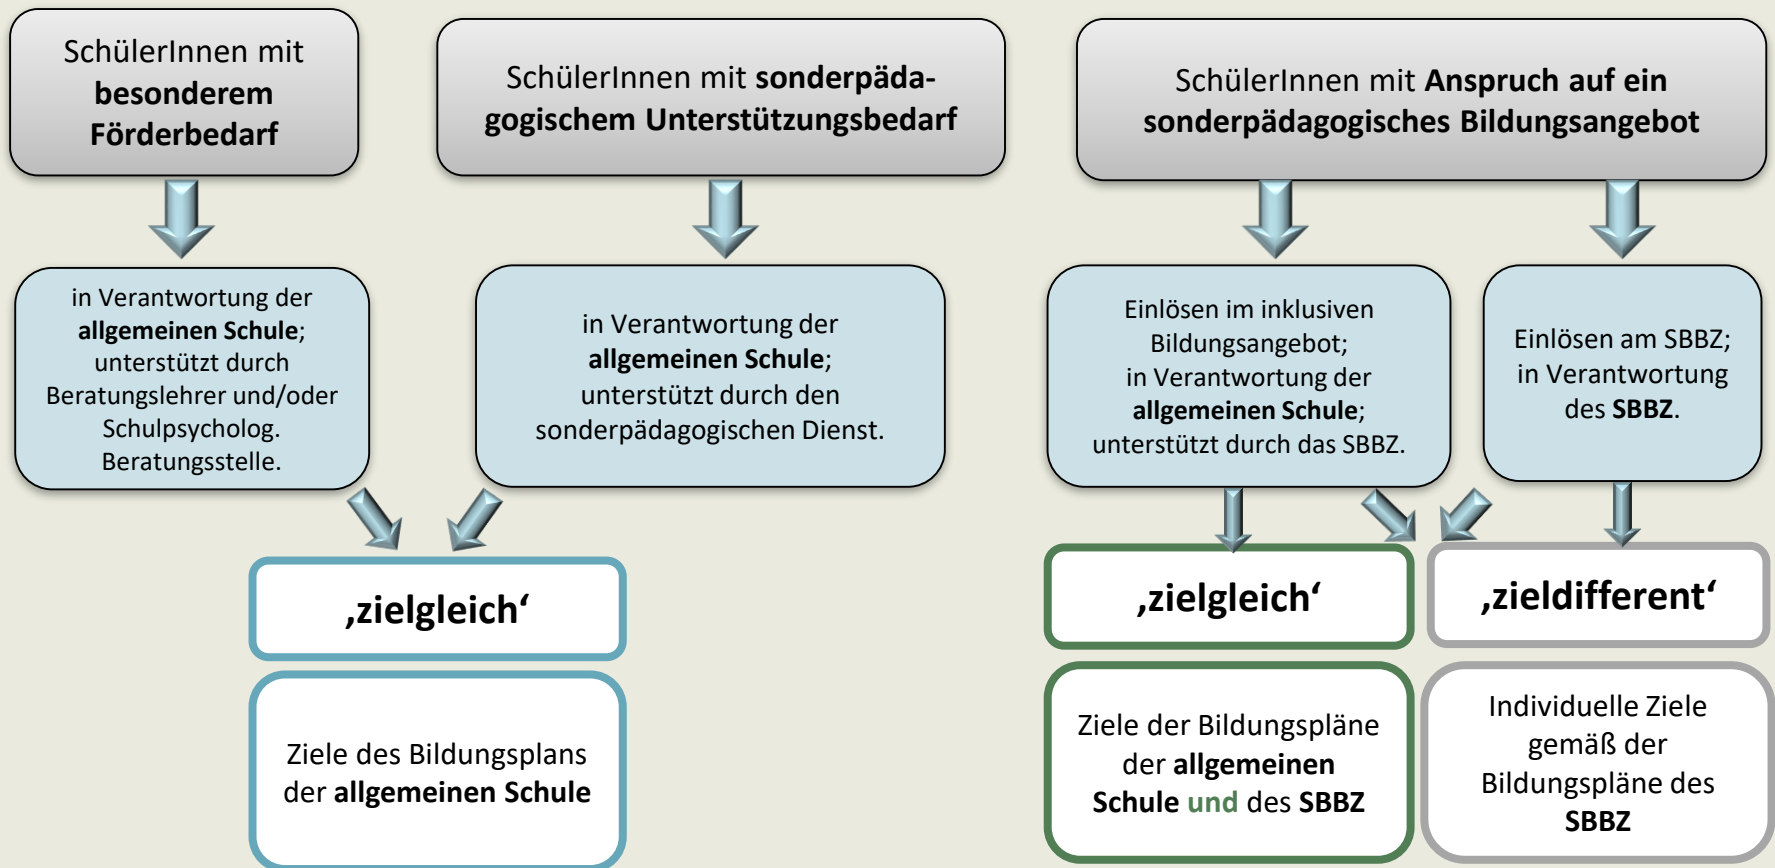 SchülerInnen mit
besonderem
Förderbedarf
SchülerInnen mit sonderpäda-
gogischem Unterstützungsbedarf
SchülerInnen mit Anspruch auf ein
sonderpädagogisches Bildungsangebot
in Verantwortung der
allgemeinen Schule;
unterstützt durch
Beratungslehrer und/oder
Schulpsycholog.
Beratungsstelle.
in Verantwortung der
allgemeinen Schule;
unterstützt durch den
sonderpädagogischen Dienst.
Einlösen im inklusiven
Bildungsangebot;
in Verantwortung der
allgemeinen Schule;
unterstützt durch das SBBZ.
Einlösen am SBBZ;
in Verantwortung
des SBBZ.
‚zielgleich‘
‚zielgleich‘
‚zieldifferent‘
Ziele des Bildungsplans
der allgemeinen Schule
Ziele der Bildungspläne
der allgemeinen
Schule und des SBBZ
Individuelle Ziele
gemäß der
Bildungspläne des
SBBZ